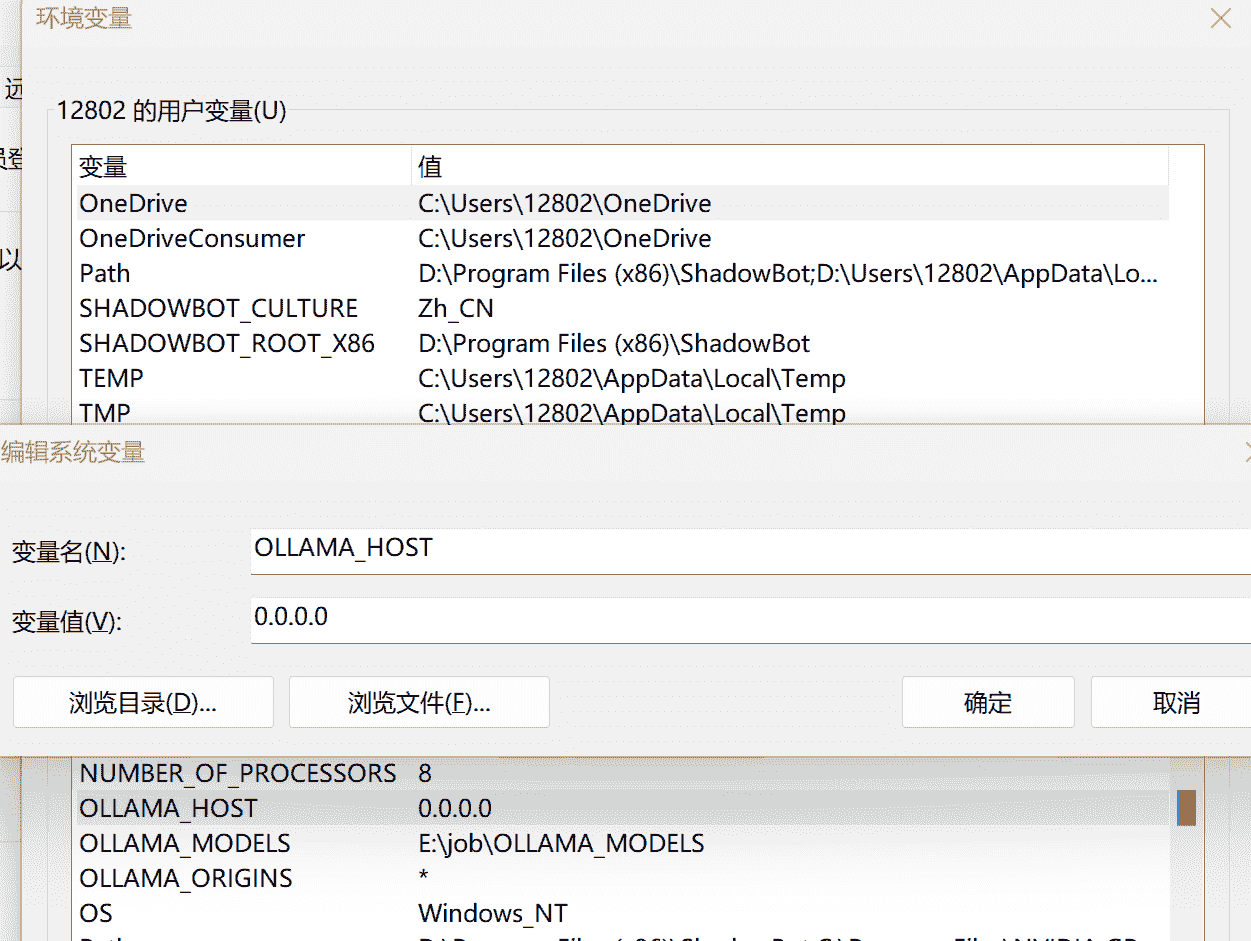 环境变量
远
12802 的用户变量(U)
变量 值
OneDrive C:\Users\12802\OneDrive
OneDriveConsumer C:\Users\12802\OneDrive
Path D:\Program Files (x86)\ShadowBot;D:\Users\12802\AppData\Lo...
SHADOWBOT_CULTURE Zh_CN
SHADOWBOT_ROOT_X86 D:\Program Files (x86)\ShadowBot
TEMP C:\Users\12802\AppData\Local\Temp
TMP C:\Users\12802\AppData\Local\Temp
以
编辑系统变量
变量名(N): OLLAMA_HOST
变量值(V): 0.0.0.0
浏览目录(D)... 浏览文件(F)... 确定 取消
NUMBER_OF_PROCESSORS 8
OLLAMA_HOST 0.0.0.0
OLLAMA_MODELS E:\job\OLLAMA_MODELS
OLLAMA_ORIGINS *
OS Windows_NT